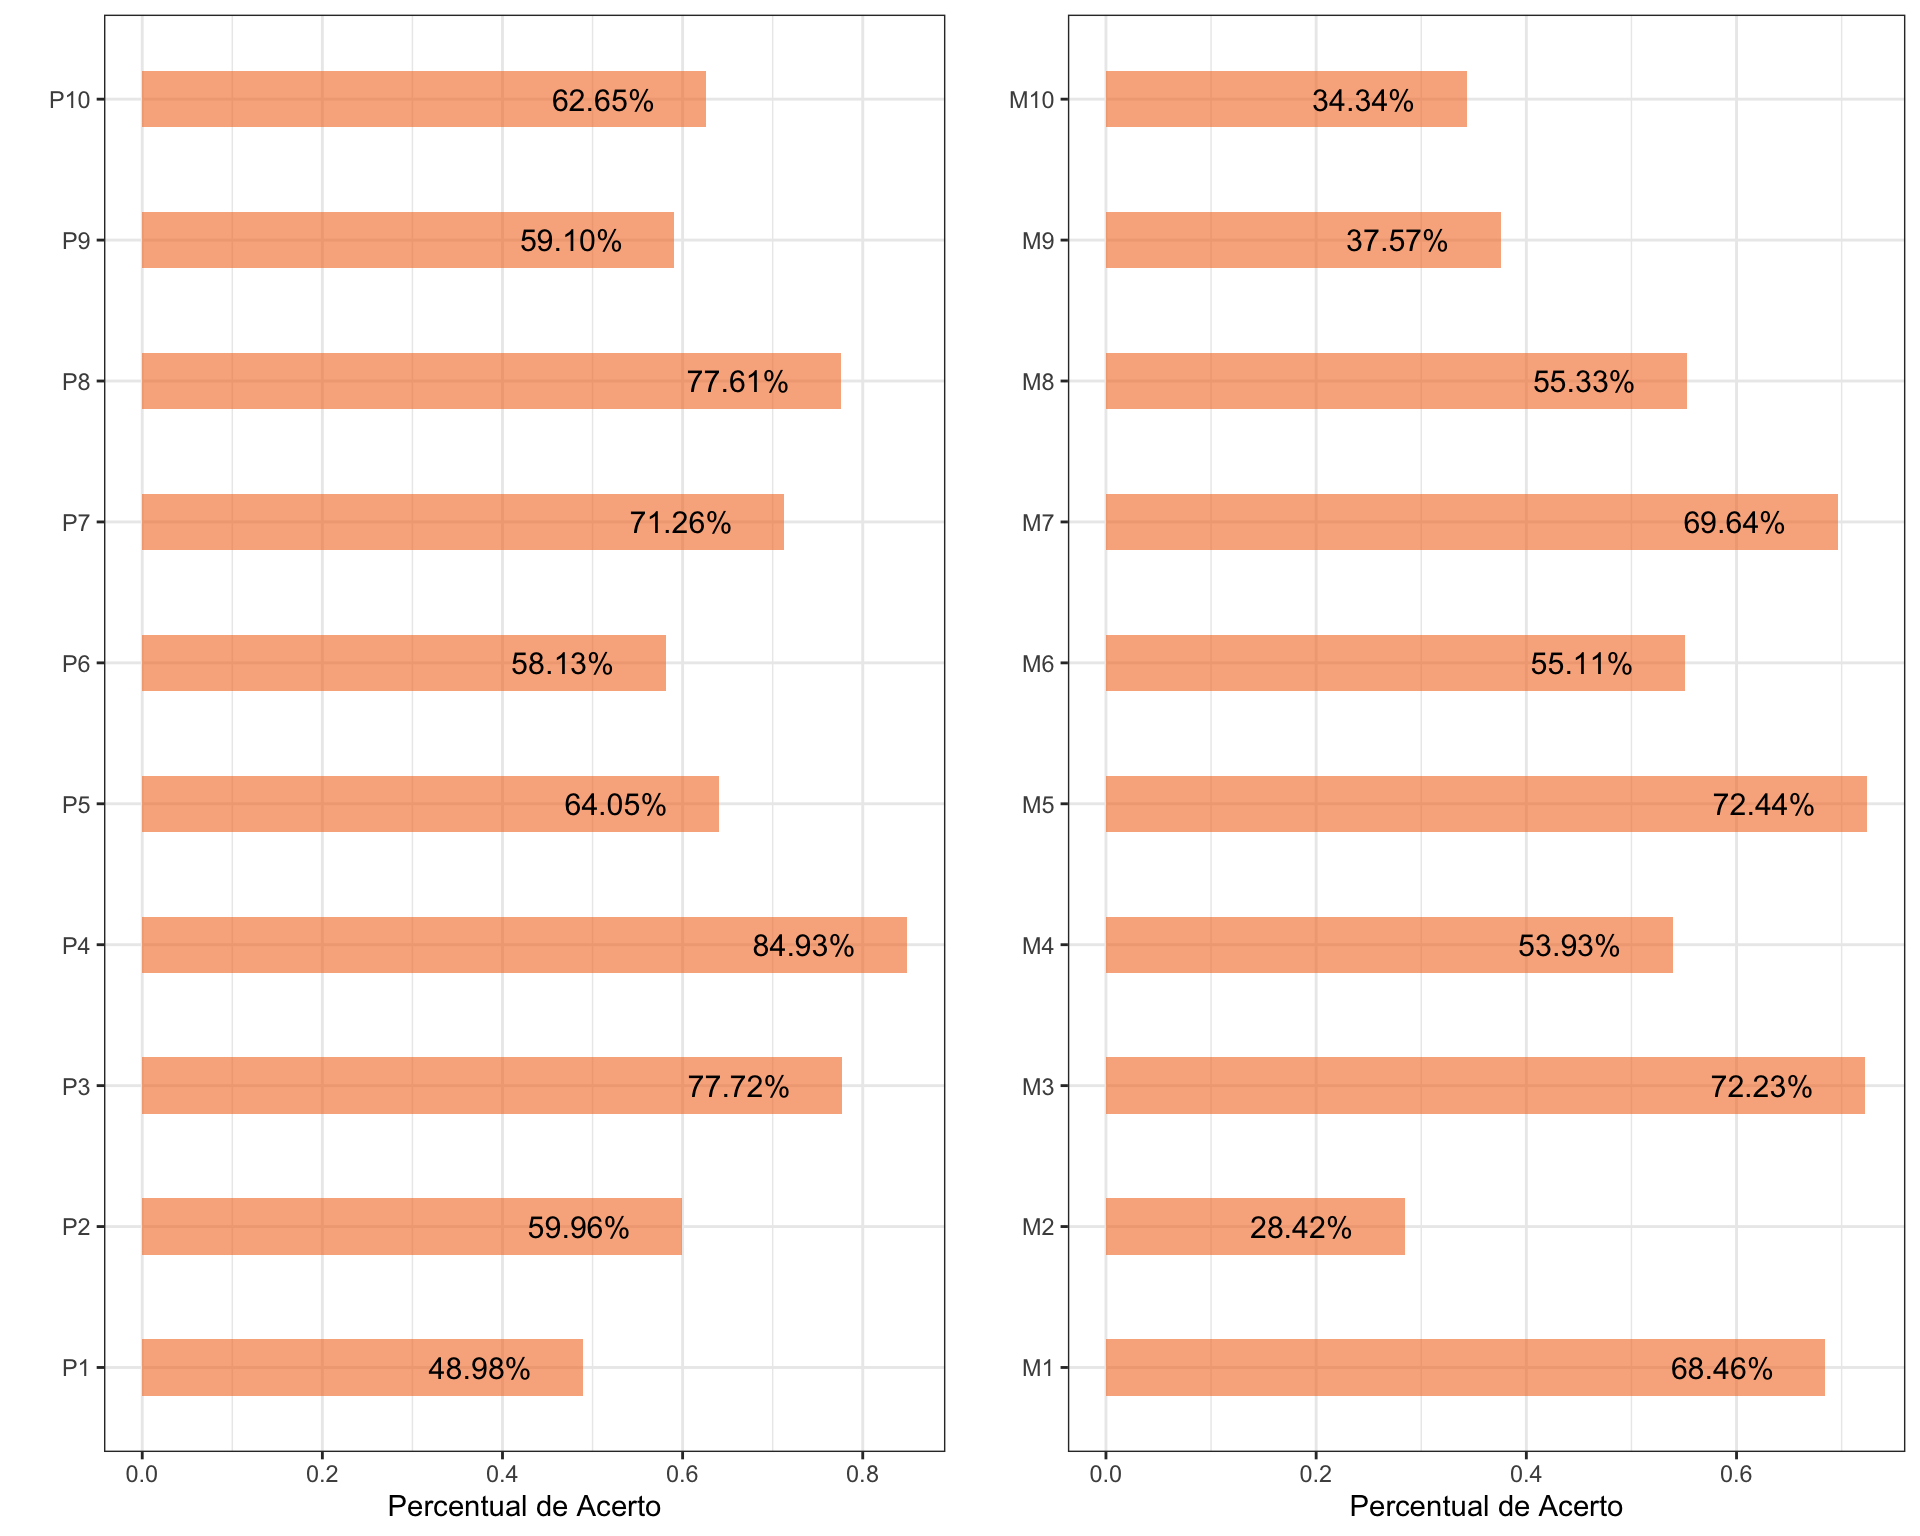 P10
62.65%
P9
59.10%
P8
77.61%
P7
71.26%
P6
58.13%
P5
64.05%
P4
84.93%
P3
77.72%
P2
59.96%
P1
48.98%
0.0 0.2 0.4 0.6 0.8
Percentual de Acerto
M10
34.34%
M9
37.57%
M8
55.33%
M7
69.64%
M6
55.11%
M5
72.44%
M4
53.93%
M3
72.23%
M2
28.42%
M1
68.46%
0.0 0.2 0.4 0.6
Percentual de Acerto